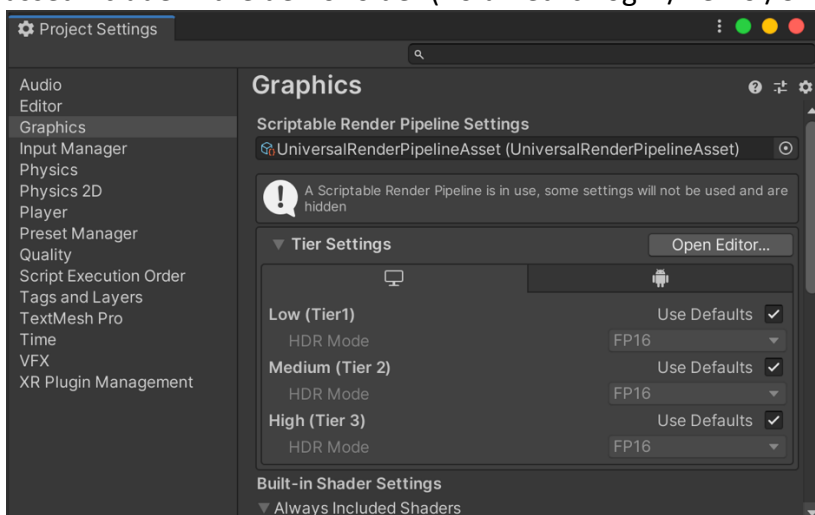 Project Settings
Audio
Editor
Graphics
Input Manager
Physics
Physics 2D
Player
Preset Manager
Quality
Script Execution Order
Tags and Layers
TextMesh Pro
Time
VFX
XR Plugin Management
Graphics
Scriptable Render Pipeline Settings
UniversalRenderPipelineAsset (UniversalRenderPipelineAsset)
A Scriptable Render Pipeline is in use, some settings will not be used and are
hidden
Tier Settings Open Editor...
Low (Tier1) Use Defaults
HDR Mode FP16
Medium (Tier 2) Use Defaults
HDR Mode FP16
High (Tier 3) Use Defaults
HDR Mode FP16
Built-in Shader Settings
Always Included Shaders